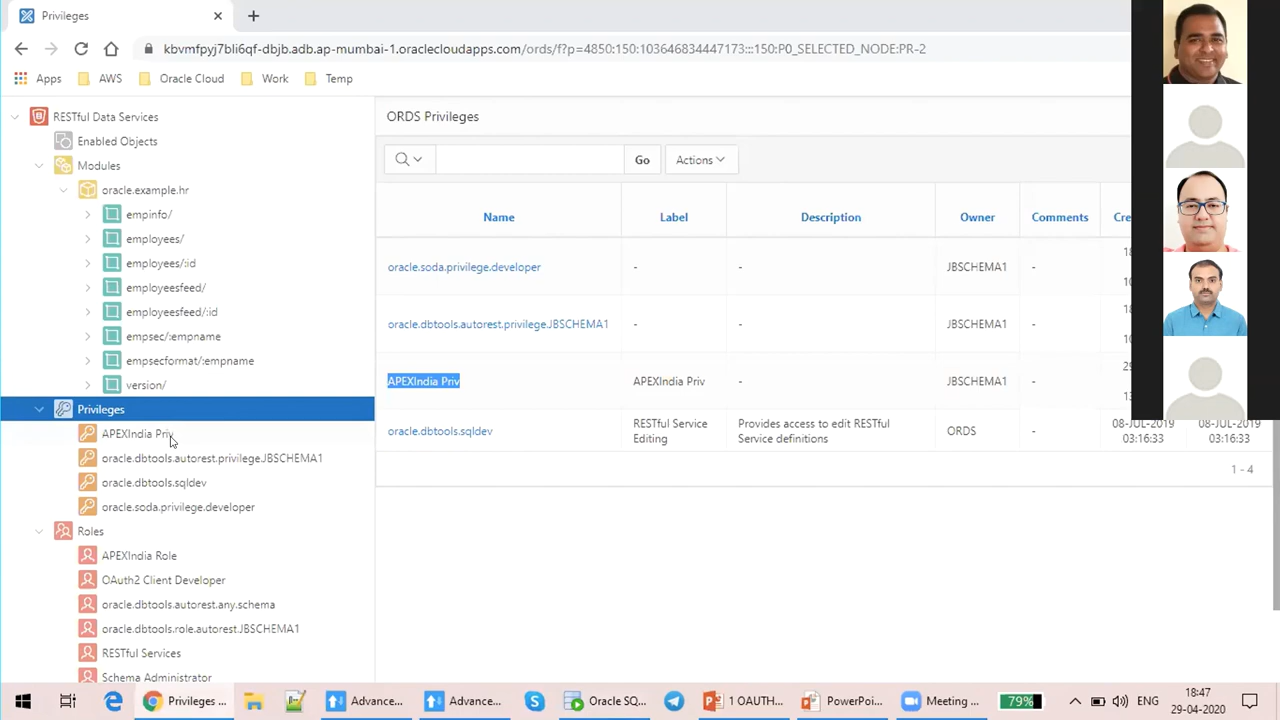 Privileges
kbvmfpyj7bli6qf-dbjb.adb.ap-mumbai-1.oraclecloudapps.com/ords/f?p=4850:150:103646834447173:::150:P0_SELECTED_NODE:PR-2
Apps AWS Oracle Cloud Work Temp
RESTful Data Services
Enabled Objects
Modules
oracle.example.hr
empinfo/
employees/
employees/:id
employeesfeed/
employeesfeed/:id
empsec/:empname
empsecformat/:empname
version/
Privileges
APEXIndia Priv
oracle.dbtools.autorest.privilege.JBSCHEMA1
oracle.dbtools.sqldev
oracle.soda.privilege.developer
Roles
APEXIndia Role
OAuth2 Client Developer
oracle.dbtools.autorest.any.schema
oracle.dbtools.role.autorest.JBSCHEMA1
RESTful Services
Schema Administrator
ORDS Privileges
Go Actions
Name Label Description Owner Comments Cre
oracle.soda.privilege.developer - - JBSCHEMA1 - 18 10
oracle.dbtools.autorest.privilege.JBSCHEMA1 - - JBSCHEMA1 - 18 10
APEXIndia Priv APEXIndia Priv - JBSCHEMA1 - 29 13
oracle.dbtools.sqldev RESTful Service Editing Provides access to edit RESTful Service definitions ORDS - 08-JUL-2019 03:16:33 08-JUL-2019 03:16:33
1 - 4
Privileges ... Advance... Advance... Oracle SQ... 1 OAUTH... PowerPoi... Meeting ... 79% ENG 18:47
29-04-2020